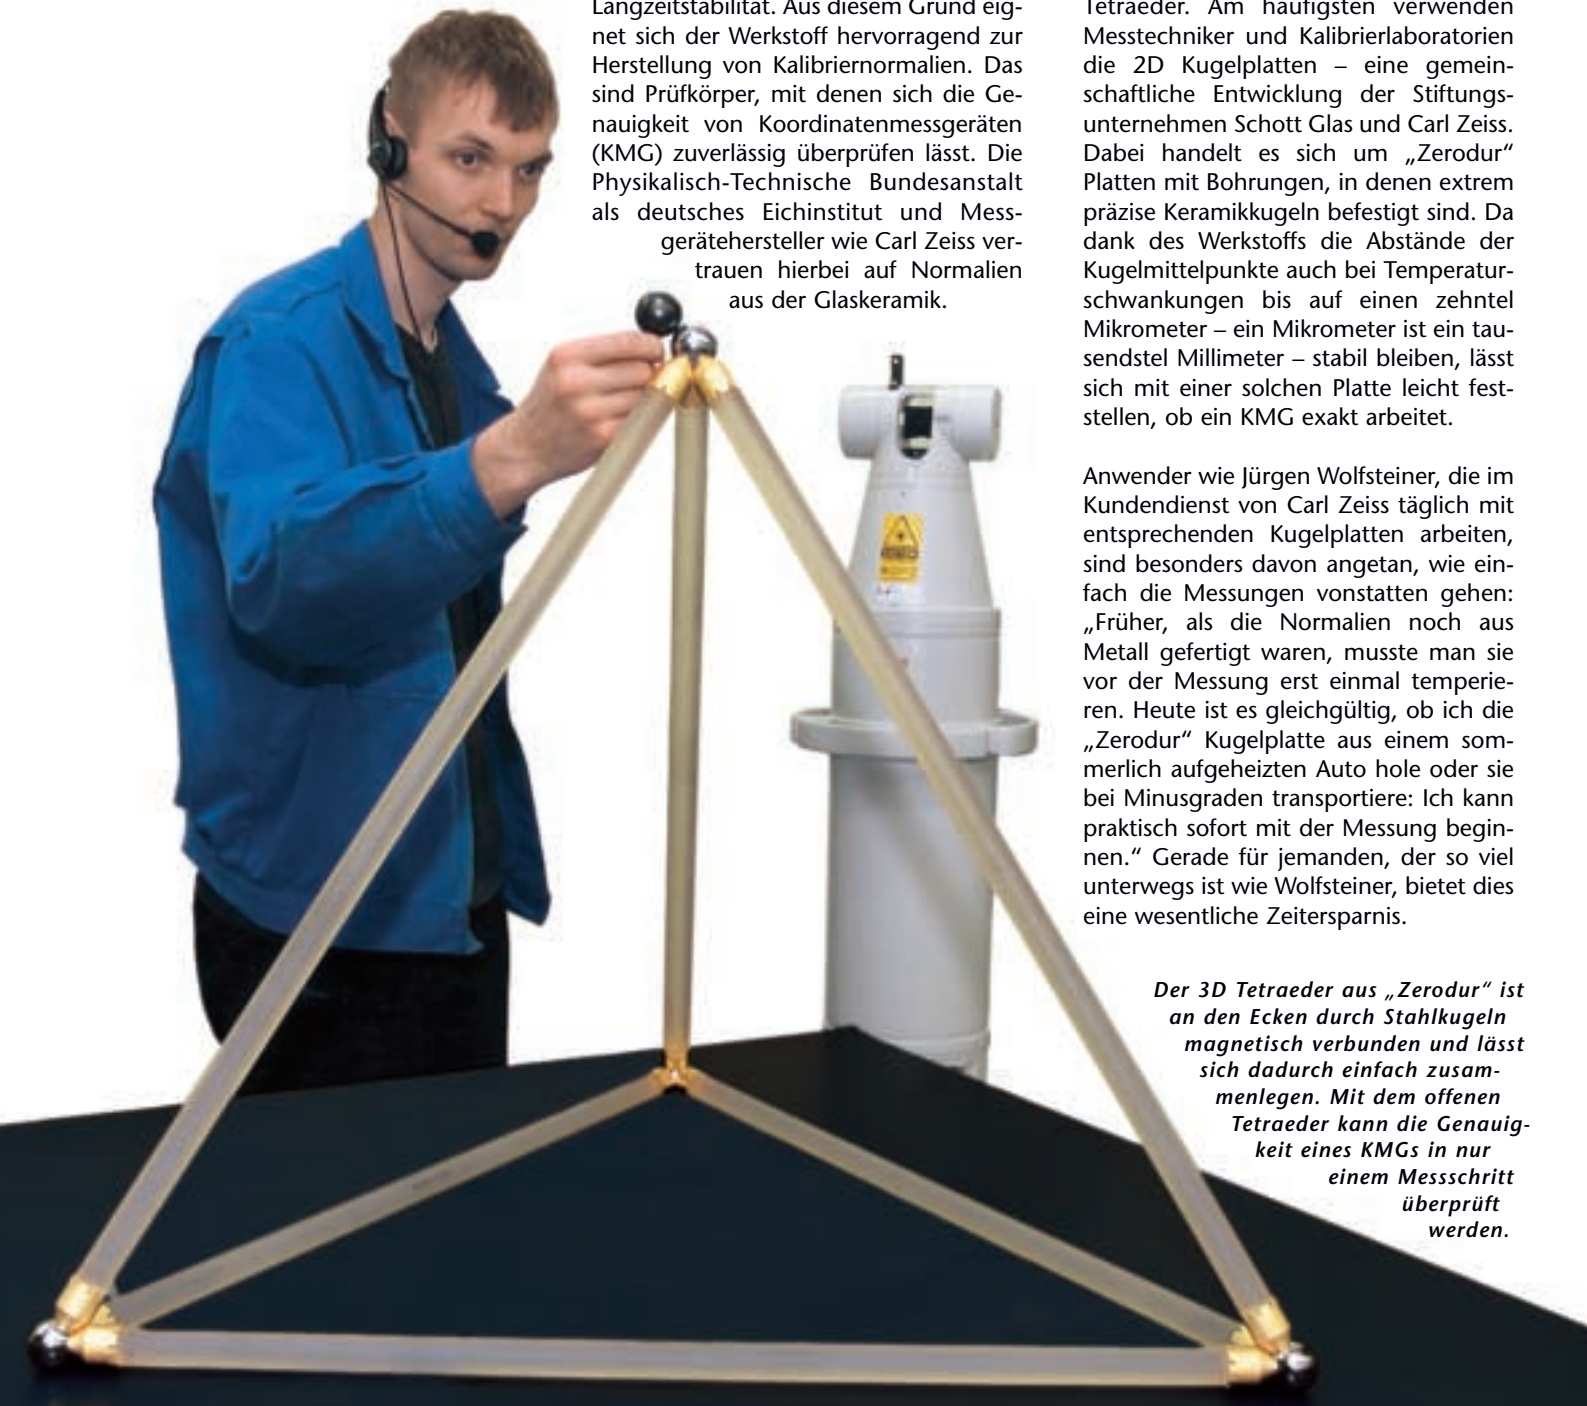 Langzeitstabilität. Aus diesem Grund eig-
net sich der Werkstoff hervorragend zur
Herstellung von Kalibriernormalien. Das
sind Prüfkörper, mit denen sich die Ge-
nauigkeit von Koordinatenmessgeräten
(KMG) zuverlässig überprüfen lässt. Die
Physikalisch-Technische Bundesanstalt
als deutsches Eichinstitut und Mess-
gerätehersteller wie Carl Zeiss ver-
trauen hierbei auf Normalien
aus der Glaskeramik.
Tetraeder. Am häufigsten verwenden
Messtechniker und Kalibrierlaboratorien
die 2D Kugelplatten – eine gemein-
schaftliche Entwicklung der Stiftungs-
unternehmen Schott Glas und Carl Zeiss.
Dabei handelt es sich um „Zerodur“
Platten mit Bohrungen, in denen extrem
präzise Keramikkugeln befestigt sind. Da
dank des Werkstoffs die Abstände der
Kugelmittelpunkte auch bei Temperatur-
schwankungen bis auf einen zehntel
Mikrometer – ein Mikrometer ist ein tau-
sendstel Millimeter – stabil bleiben, lässt
sich mit einer solchen Platte leicht fest-
stellen, ob ein KMG exakt arbeitet.
Anwender wie Jürgen Wolfsteiner, die im
Kundendienst von Carl Zeiss täglich mit
entsprechenden Kugelplatten arbeiten,
sind besonders davon angetan, wie ein-
fach die Messungen vonstatten gehen:
„Früher, als die Normalien noch aus
Metall gefertigt waren, musste man sie
vor der Messung erst einmal temperie-
ren. Heute ist es gleichgültig, ob ich die
„Zerodur“ Kugelplatte aus einem som-
merlich aufgeheizten Auto hole oder sie
bei Minusgraden transportiere: Ich kann
praktisch sofort mit der Messung begin-
nen.“ Gerade für jemanden, der so viel
unterwegs ist wie Wolfsteiner, bietet dies
eine wesentliche Zeitersparnis.
Der 3D Tetraeder aus „Zerodur“ ist
an den Ecken durch Stahlkugeln
magnetisch verbunden und lässt
sich dadurch einfach zusam-
menlegen. Mit dem offenen
Tetraeder kann die Genauig-
keit eines KMGs in nur
einem Messschritt
überprüft
werden.